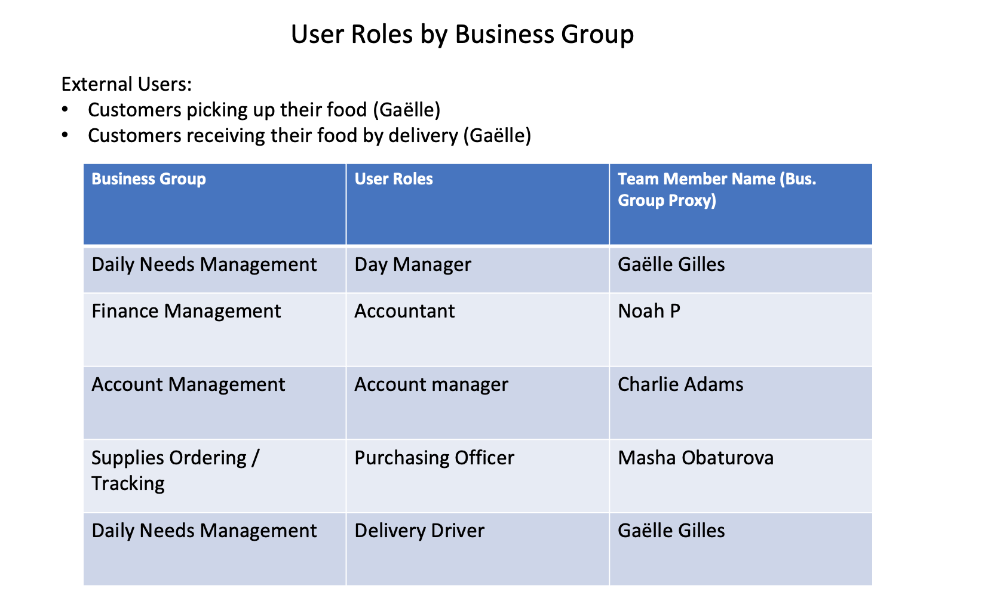 User Roles by Business Group
External Users:
• Customers picking up their food (Gaëlle)
• Customers receiving their food by delivery (Gaëlle)
Business Group
User Roles
Team Member Name (Bus.
Group Proxy)
Daily Needs Management
Day Manager
Gaëlle Gilles
Finance Management
Accountant
Noah P
Account Management
Account manager
Charlie Adams
Supplies Ordering /
Tracking
Purchasing Officer
Masha Obaturova
Daily Needs Management
Delivery Driver
Gaëlle Gilles